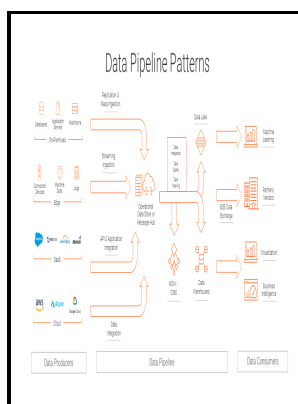 Data Pipeline Patterns
Replication &
Mass Ingestion
Databases
Application
Servers
Mainframe
On-Premises
Data Lake
Machine
Learning
Data
Integration
Data
Quality
Data
Streaming
Ingestion
Connected
Devices
Machine
Data
Logs
Edge
Operational
Data Store or
Message Hub
B2B Data
Exchange
Partners,
Vendors
SaaS
API & Application
Integration
MDM /
Data
Warehouses
Visualization
aws
Azure
Google Cloud
Cloud
Data
Integration
Business
Intelligence
Data Producers
Data Pipeline
Data Consumers